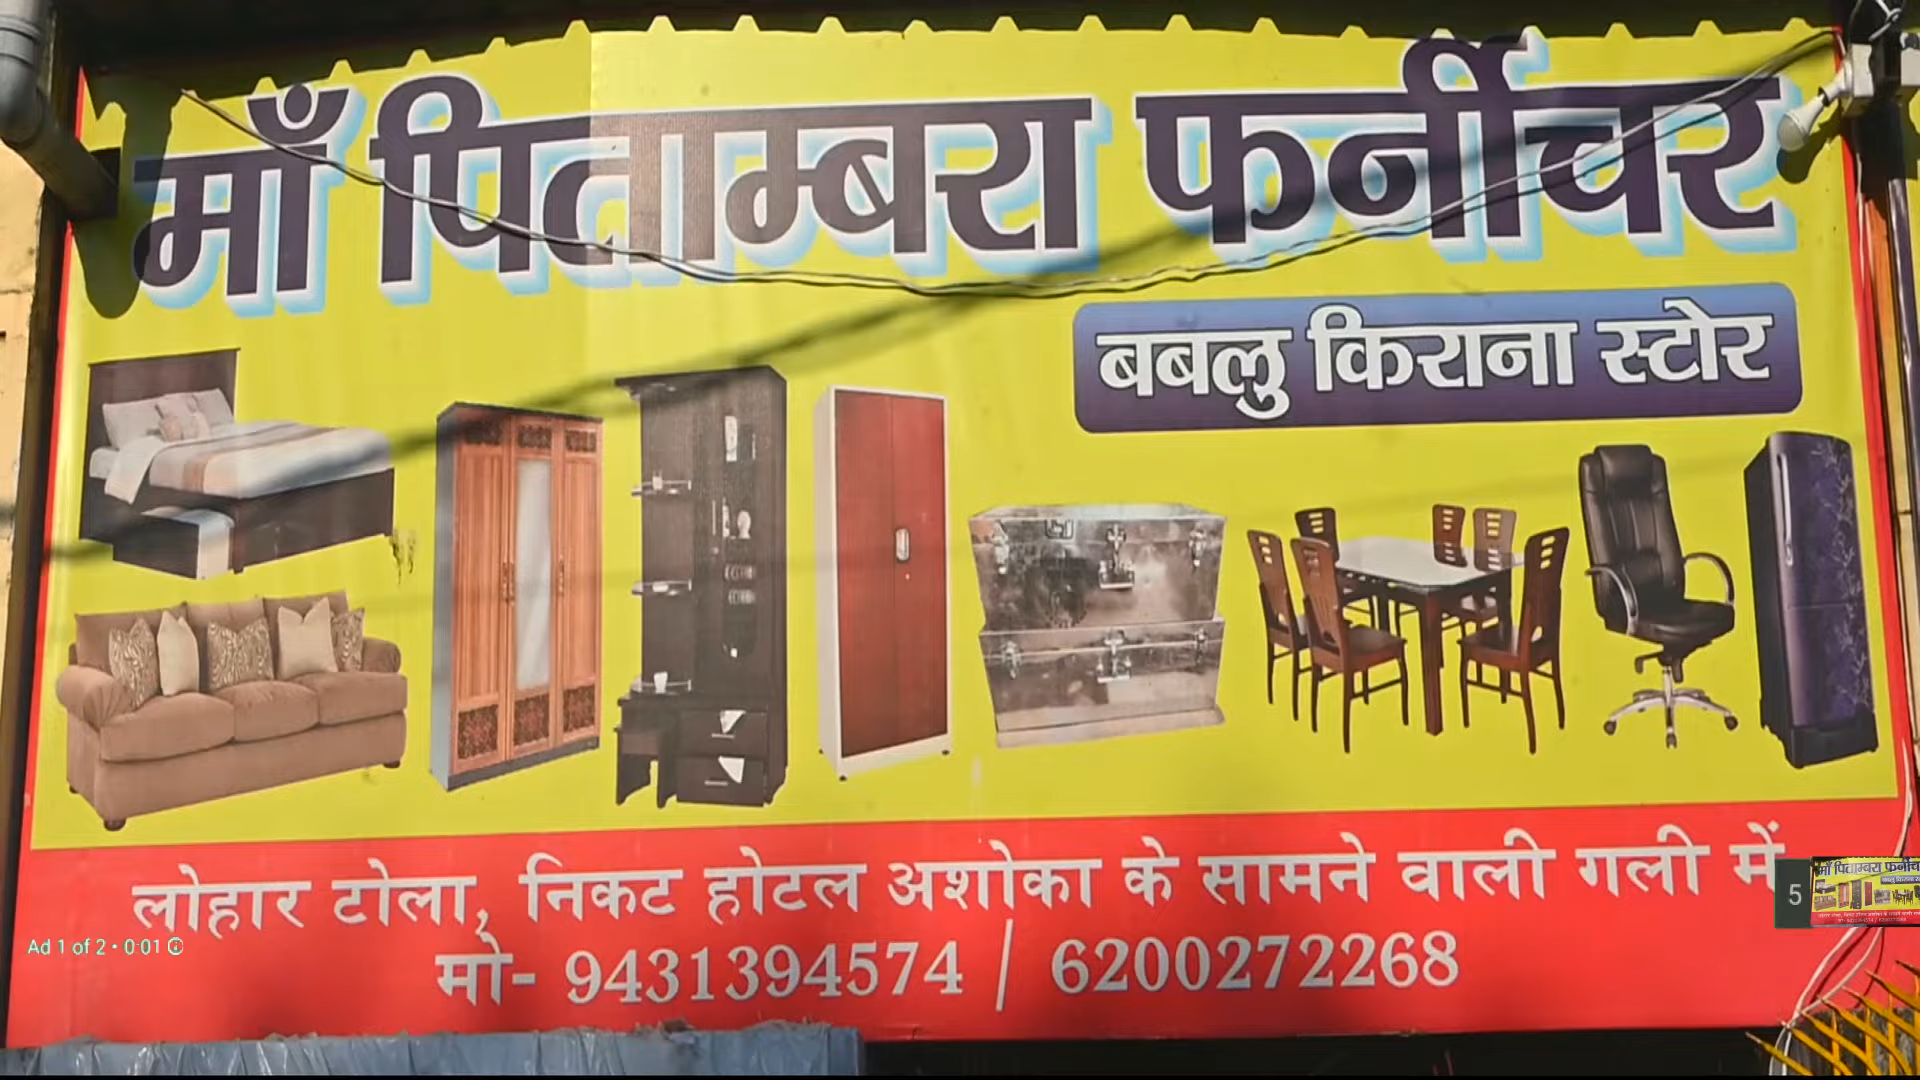 माँ पिताम्बरा फर्नीचर
बबलु किराना स्टोर
लोहार टोला, निकट होटल अशोका के सामने वाली गली में
मो- 9431394574 / 6200272268
Ad 1 of 2 • 0:01
5